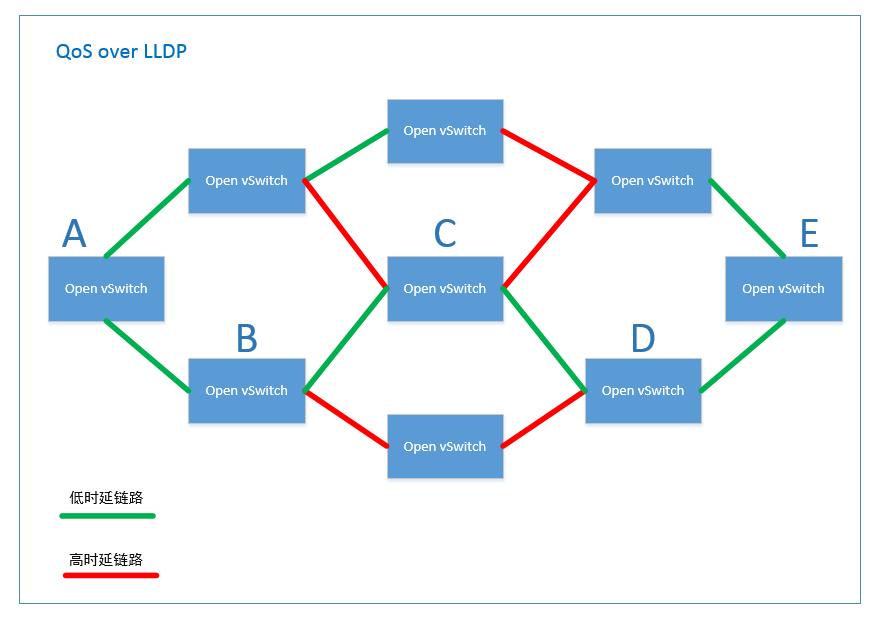 QoS over LLDP
Open vSwitch
Open vSwitch
Open vSwitch
A
C
E
Open vSwitch
Open vSwitch
Open vSwitch
B
D
Open vSwitch
Open vSwitch
Open vSwitch
低时延链路
高时延链路